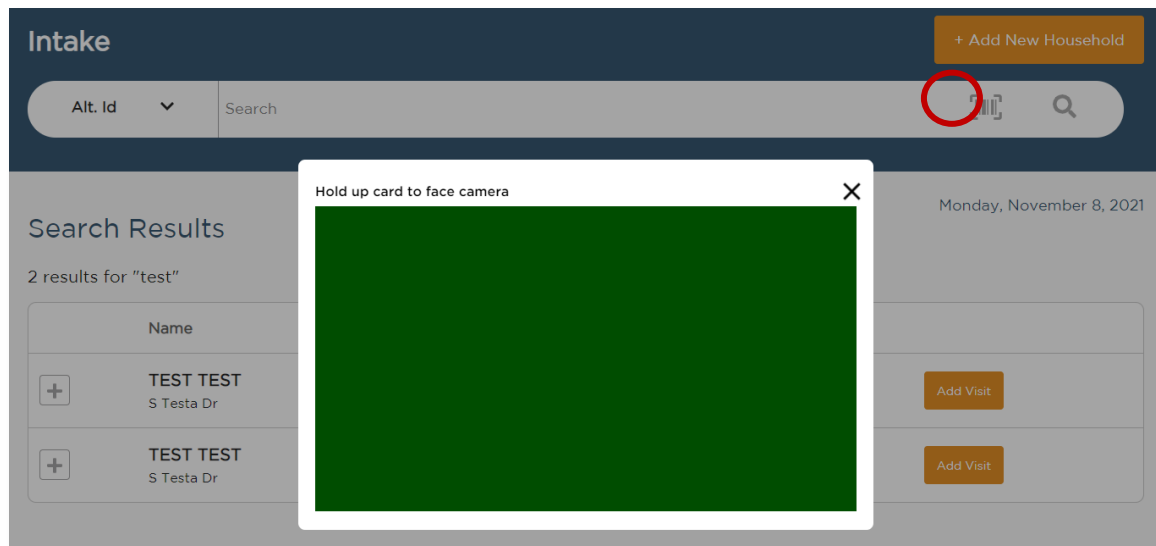 Intake
+ Add New Household
Alt. Id
Search
Hold up card to face camera
Monday, November 8, 2021
Search Results
2 results for "test"
Name
TEST TEST
S Testa Dr
Add Visit
TEST TEST
S Testa Dr
Add Visit